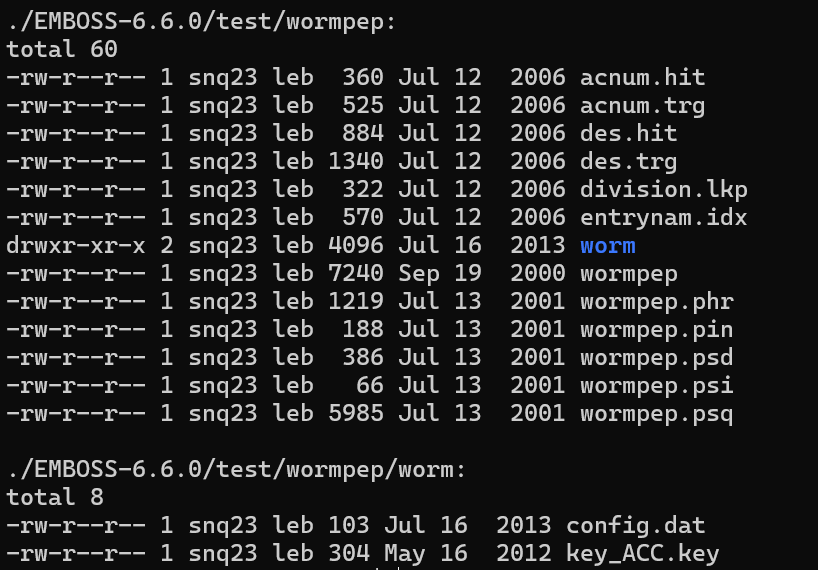 ./EMBOSS-6.6.0/test/wormpep:
total 60
-rw-r--r-- 1 snq23 leb  360 Jul 12  2006 acnum.hit
-rw-r--r-- 1 snq23 leb  525 Jul 12  2006 acnum.trg
-rw-r--r-- 1 snq23 leb  884 Jul 12  2006 des.hit
-rw-r--r-- 1 snq23 leb 1340 Jul 12  2006 des.trg
-rw-r--r-- 1 snq23 leb  322 Jul 12  2006 division.lkp
-rw-r--r-- 1 snq23 leb  570 Jul 12  2006 entrynam.idx
drwxr-xr-x 2 snq23 leb 4096 Jul 16  2013 worm
-rw-r--r-- 1 snq23 leb 7240 Sep 19  2000 wormpep
-rw-r--r-- 1 snq23 leb 1219 Jul 13  2001 wormpep.phr
-rw-r--r-- 1 snq23 leb  188 Jul 13  2001 wormpep.pin
-rw-r--r-- 1 snq23 leb  386 Jul 13  2001 wormpep.psd
-rw-r--r-- 1 snq23 leb   66 Jul 13  2001 wormpep.psi
-rw-r--r-- 1 snq23 leb 5985 Jul 13  2001 wormpep.psq

./EMBOSS-6.6.0/test/wormpep/worm:
total 8
-rw-r--r-- 1 snq23 leb 103 Jul 16  2013 config.dat
-rw-r--r-- 1 snq23 leb 304 May 16  2012 key_ACC.key